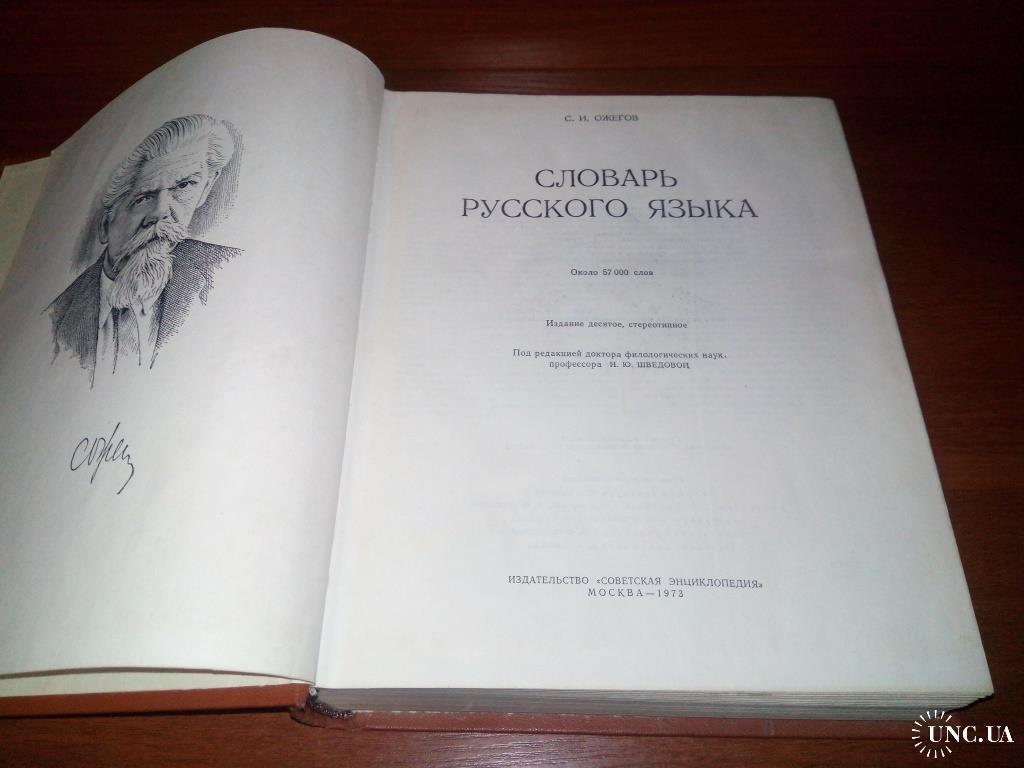 С. И. ОЖЕГОВ
СЛОВАРЬ
РУССКОГО ЯЗЫКА
Около 57 000 слов
Издание десятое, стереотипное
Под редакцией доктора филологических наук,
профессора Н. Ю. ШВЕДОВОЙ
ИЗДАТЕЛЬСТВО «СОВЕТСКАЯ ЭНЦИКЛОПЕДИЯ»
МОСКВА—1973
UNC.UA